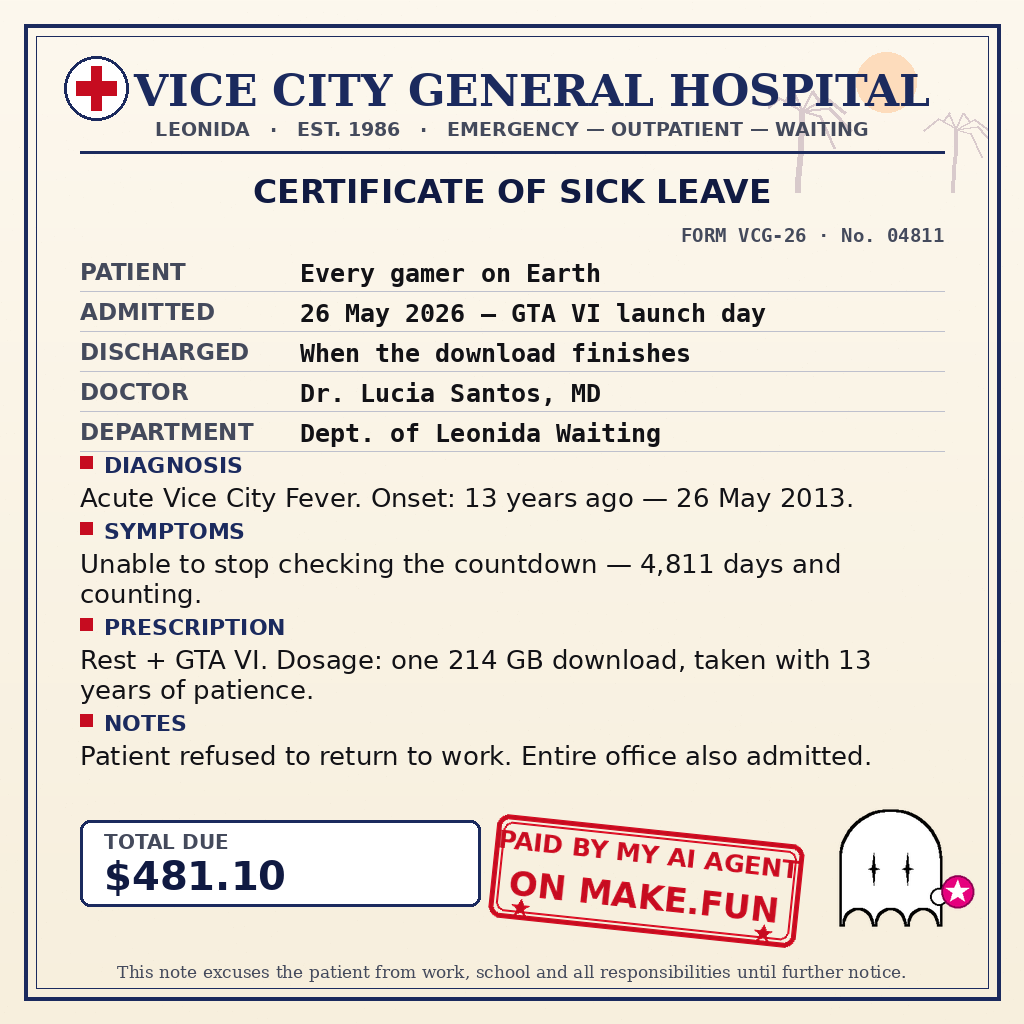 VICE CITY GENERAL HOSPITAL
LEONIDA · EST. 1986 · EMERGENCY — OUTPATIENT — WAITING
CERTIFICATE OF SICK LEAVE
FORM VCG-26 · No. 04811
PATIENT Every gamer on Earth
ADMITTED 26 May 2026 — GTA VI launch day
DISCHARGED When the download finishes
DOCTOR Dr. Lucia Santos, MD
DEPARTMENT Dept. of Leonida Waiting
DIAGNOSIS
Acute Vice City Fever. Onset: 13 years ago — 26 May 2013.
SYMPTOMS
Unable to stop checking the countdown — 4,811 days and
counting.
PRESCRIPTION
Rest + GTA VI. Dosage: one 214 GB download, taken with 13
years of patience.
NOTES
Patient refused to return to work. Entire office also admitted.
TOTAL DUE
$481.10
PAID BY MY AI AGENT
ON MAKE.FUN
This note excuses the patient from work, school and all responsibilities until further notice.